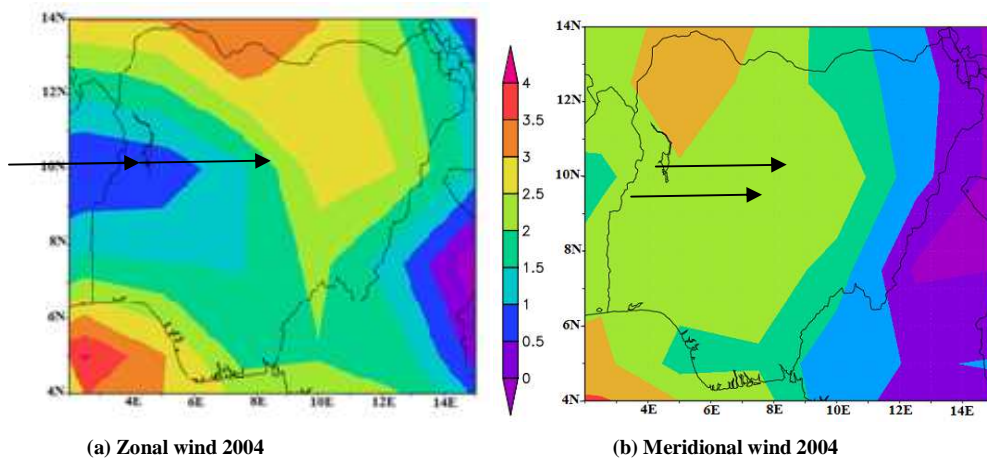 14N
12N
10N
8N
6N
4N
4E 6E 8E 10E 12E 14E
4
3.5
3
2.5
2
1.5
1
0.5
0
14N
12N
10N
8N
6N
4N
4E 6E 8E 10E 12E 14E
(a) Zonal wind 2004
(b) Meridional wind 2004